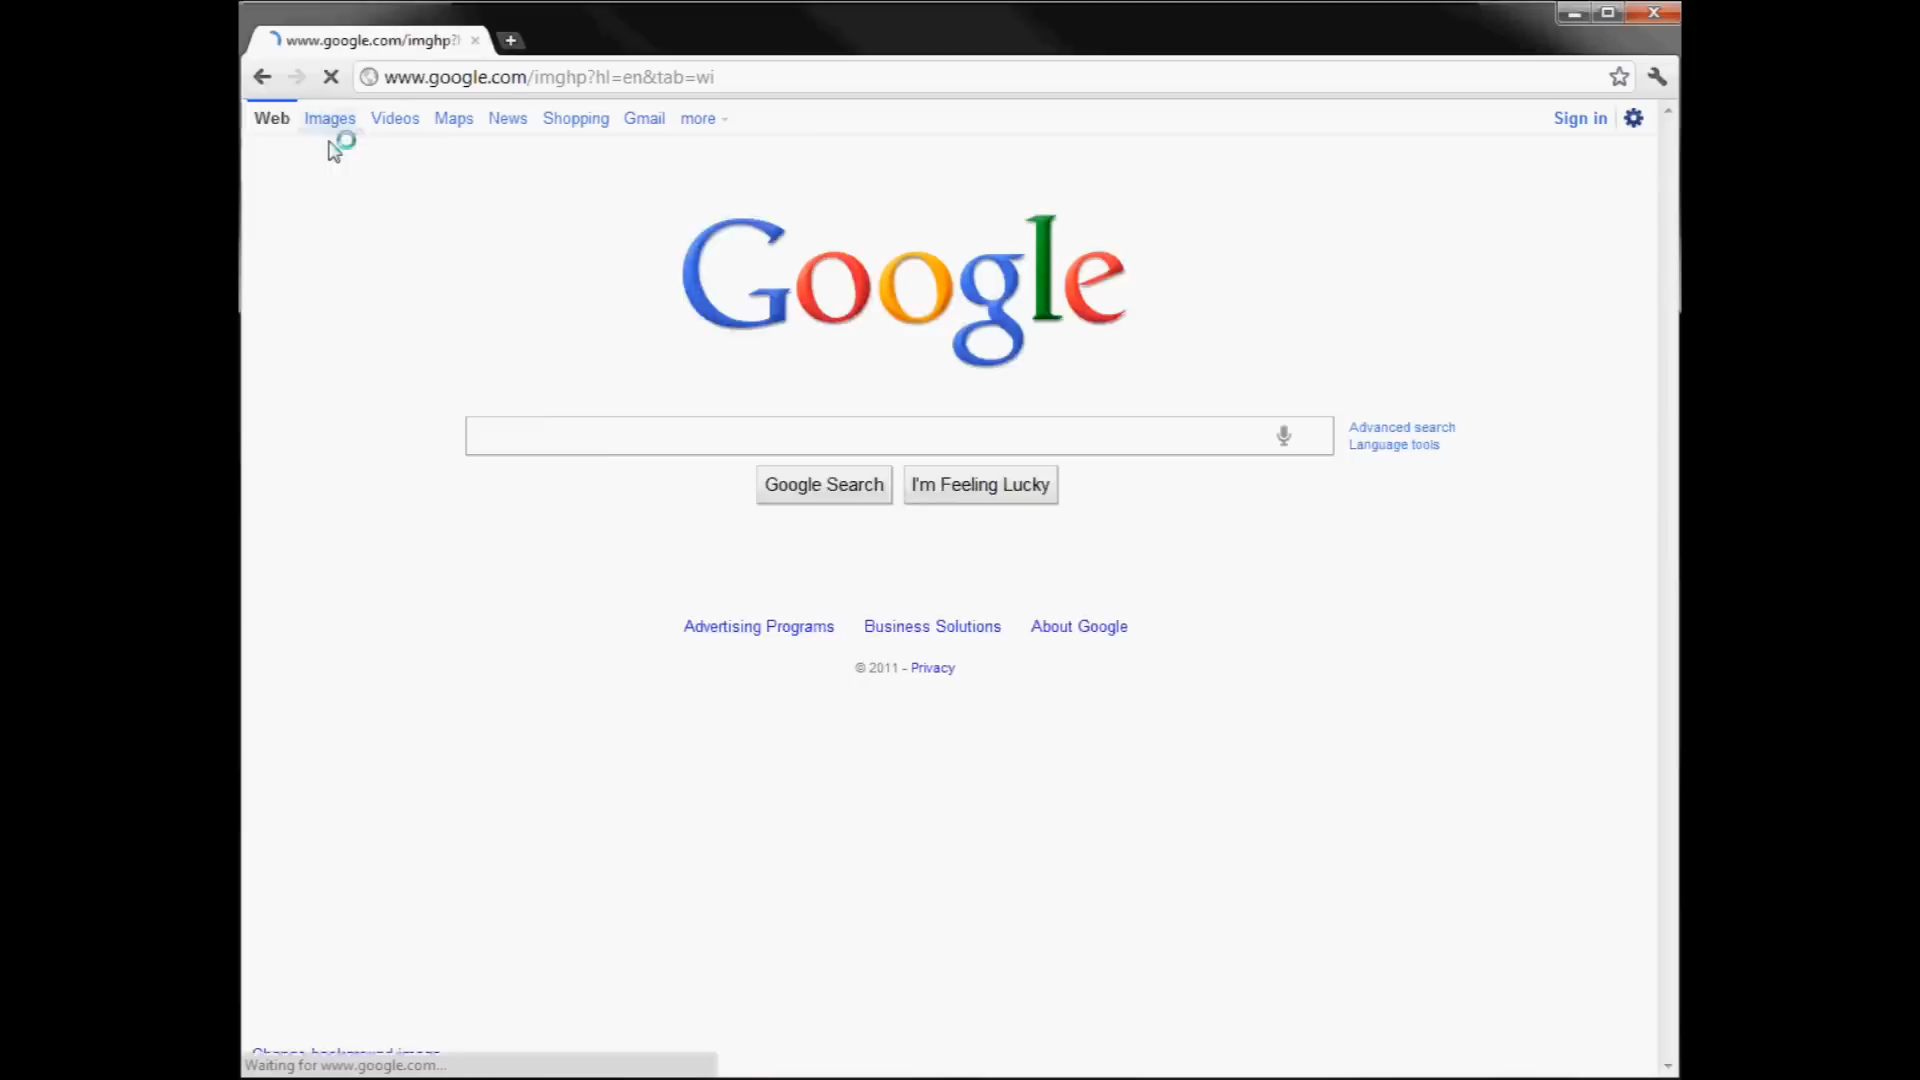 www.google.com/imghp?l
www.google.com/imghp?hl=en&tab=wi
Web Images Videos Maps News Shopping Gmail more Sign in
Google
Advanced search
Language tools
Google Search I'm Feeling Lucky
Advertising Programs Business Solutions About Google
© 2011 - Privacy
Change background image
Waiting for www.google.com...